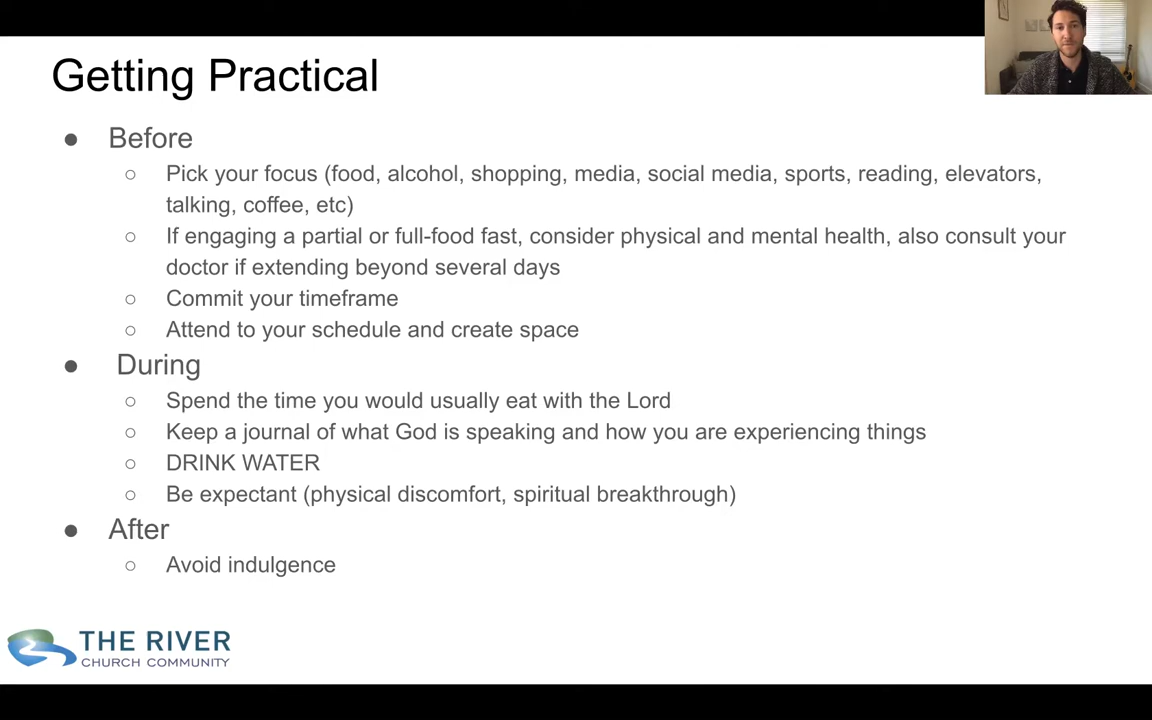 Getting Practical
● Before
○ Pick your focus (food, alcohol, shopping, media, social media, sports, reading, elevators,
talking, coffee, etc)
○ If engaging a partial or full-food fast, consider physical and mental health, also consult your
doctor if extending beyond several days
○ Commit your timeframe
○ Attend to your schedule and create space
● During
○ Spend the time you would usually eat with the Lord
○ Keep a journal of what God is speaking and how you are experiencing things
○ DRINK WATER
○ Be expectant (physical discomfort, spiritual breakthrough)
● After
○ Avoid indulgence
THE RIVER
CHURCH COMMUNITY